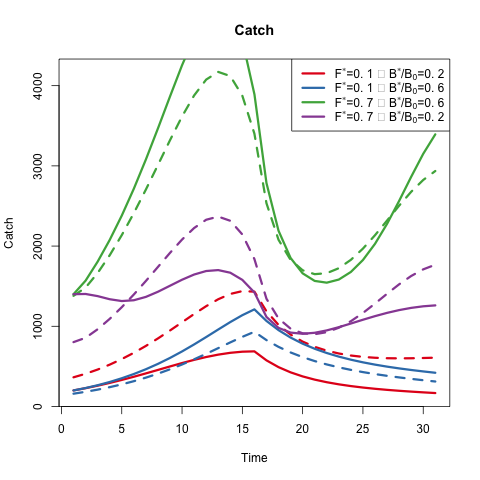 Catch
F*=0. 1 □ B*/B0=0. 2
F*=0. 1 □ B*/B0=0. 6
F*=0. 7 □ B*/B0=0. 6
F*=0. 7 □ B*/B0=0. 2
Catch
0 1000 2000 3000 4000
0 5 10 15 20 25 30
Time